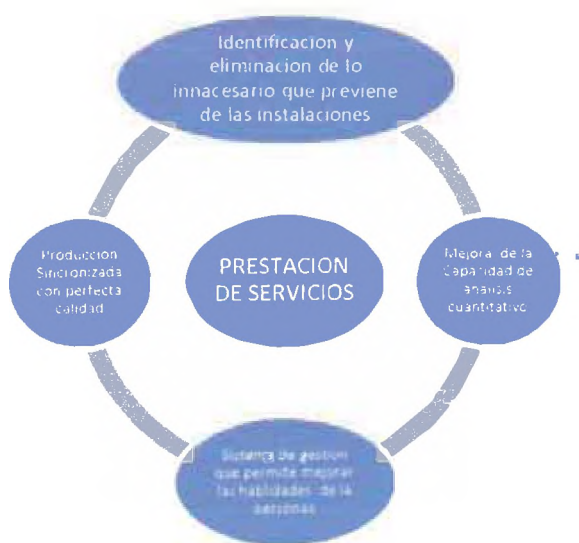 Identificacion y
eliminacion de lo
innacesario que previene
de las instalaciones
Produccion
Sincronizada
con perfecta
calidad
PRESTACION
DE SERVICIOS
Mejora de la
Capacidad de
analisis
cuantitativo
Sistema de gestion
que permite mejorar
las habilidades de la
personas